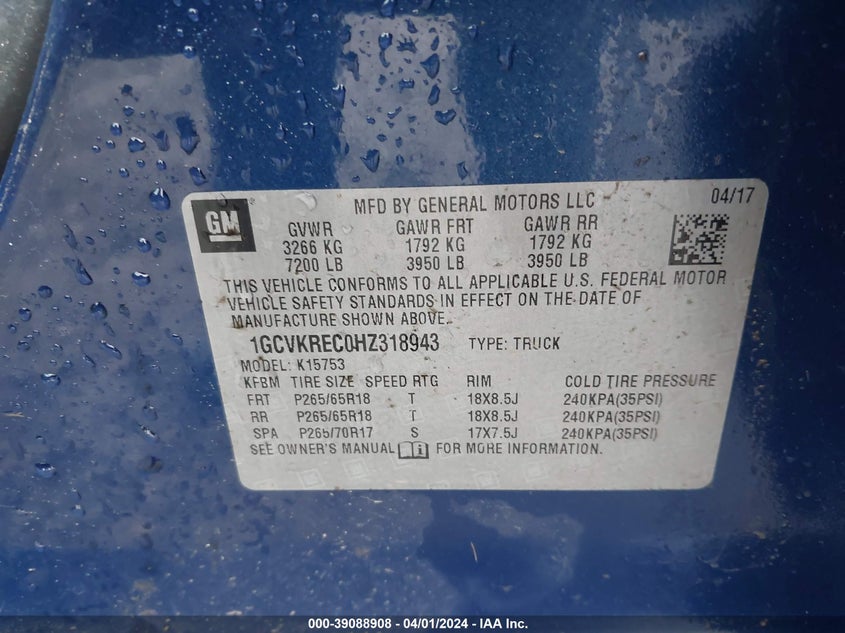 GM
MFD BY GENERAL MOTORS LLC 04/17
GVWR GAWR FRT GAWR RR
3266 KG 1792 KG 1792 KG
7200 LB 3950 LB 3950 LB
THIS VEHICLE CONFORMS TO ALL APPLICABLE U.S. FEDERAL MOTOR
VEHICLE SAFETY STANDARDS IN EFFECT ON THE DATE OF
MANUFACTURE SHOWN ABOVE.
1GCVKREC0HZ318943 TYPE: TRUCK
MODEL: K15753
KFBM TIRE SIZE SPEED RTG RIM COLD TIRE PRESSURE
FRT P265/65R18 T 18X8.5J 240KPA(35PSI)
RR P265/65R18 T 18X8.5J 240KPA(35PSI)
SPA P265/70R17 S 17X7.5J 240KPA(35PSI)
SEE OWNER'S MANUAL FOR MORE INFORMATION.
000-39088908 - 04/01/2024 - IAA Inc.